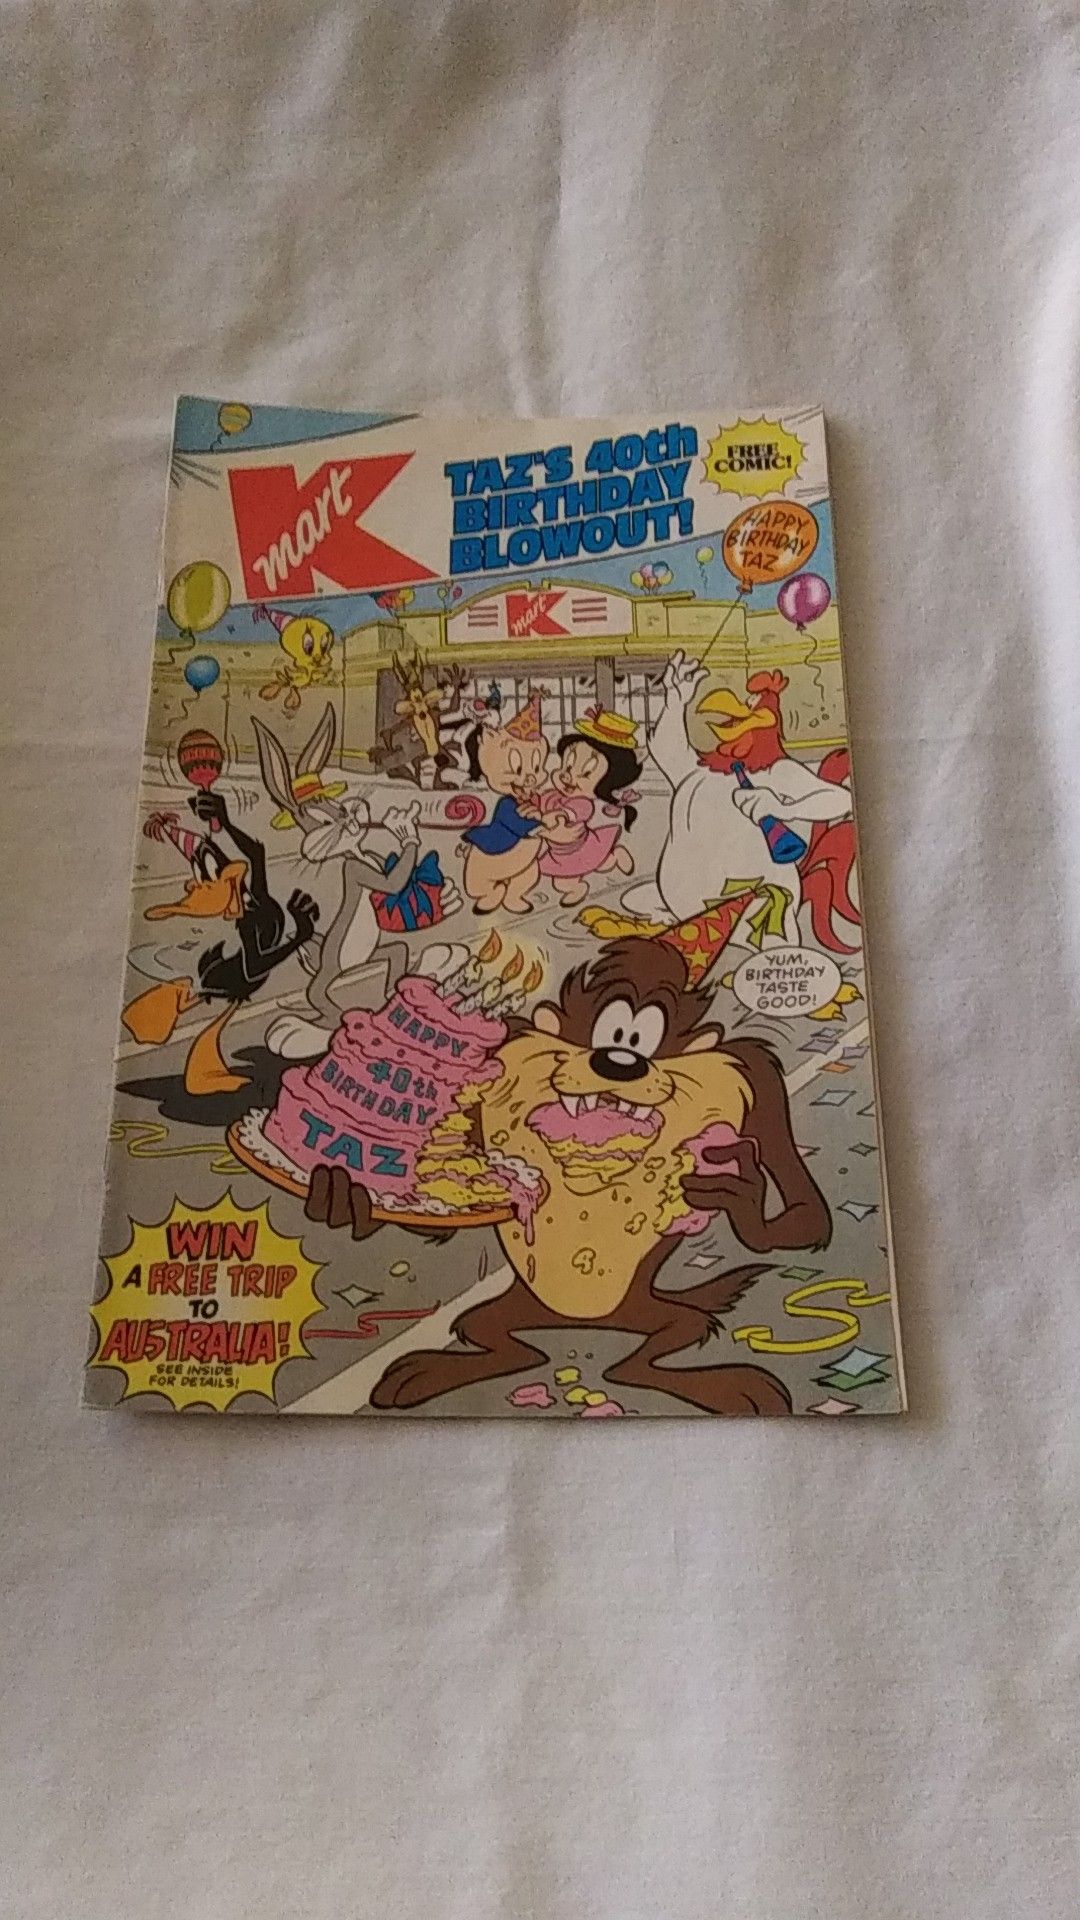 K
mart
TAZ'S 40th
BIRTHDAY
BLOWOUT!
FREE
COMIC!
HAPPY
BIRTHDAY
TAZ
K
mart
YUM,
BIRTHDAY
TASTE
GOOD!
HAPPY
40th
BIRTHDAY
TAZ
WIN
A FREE TRIP
TO
AUSTRALIA!
SEE INSIDE
FOR DETAILS!